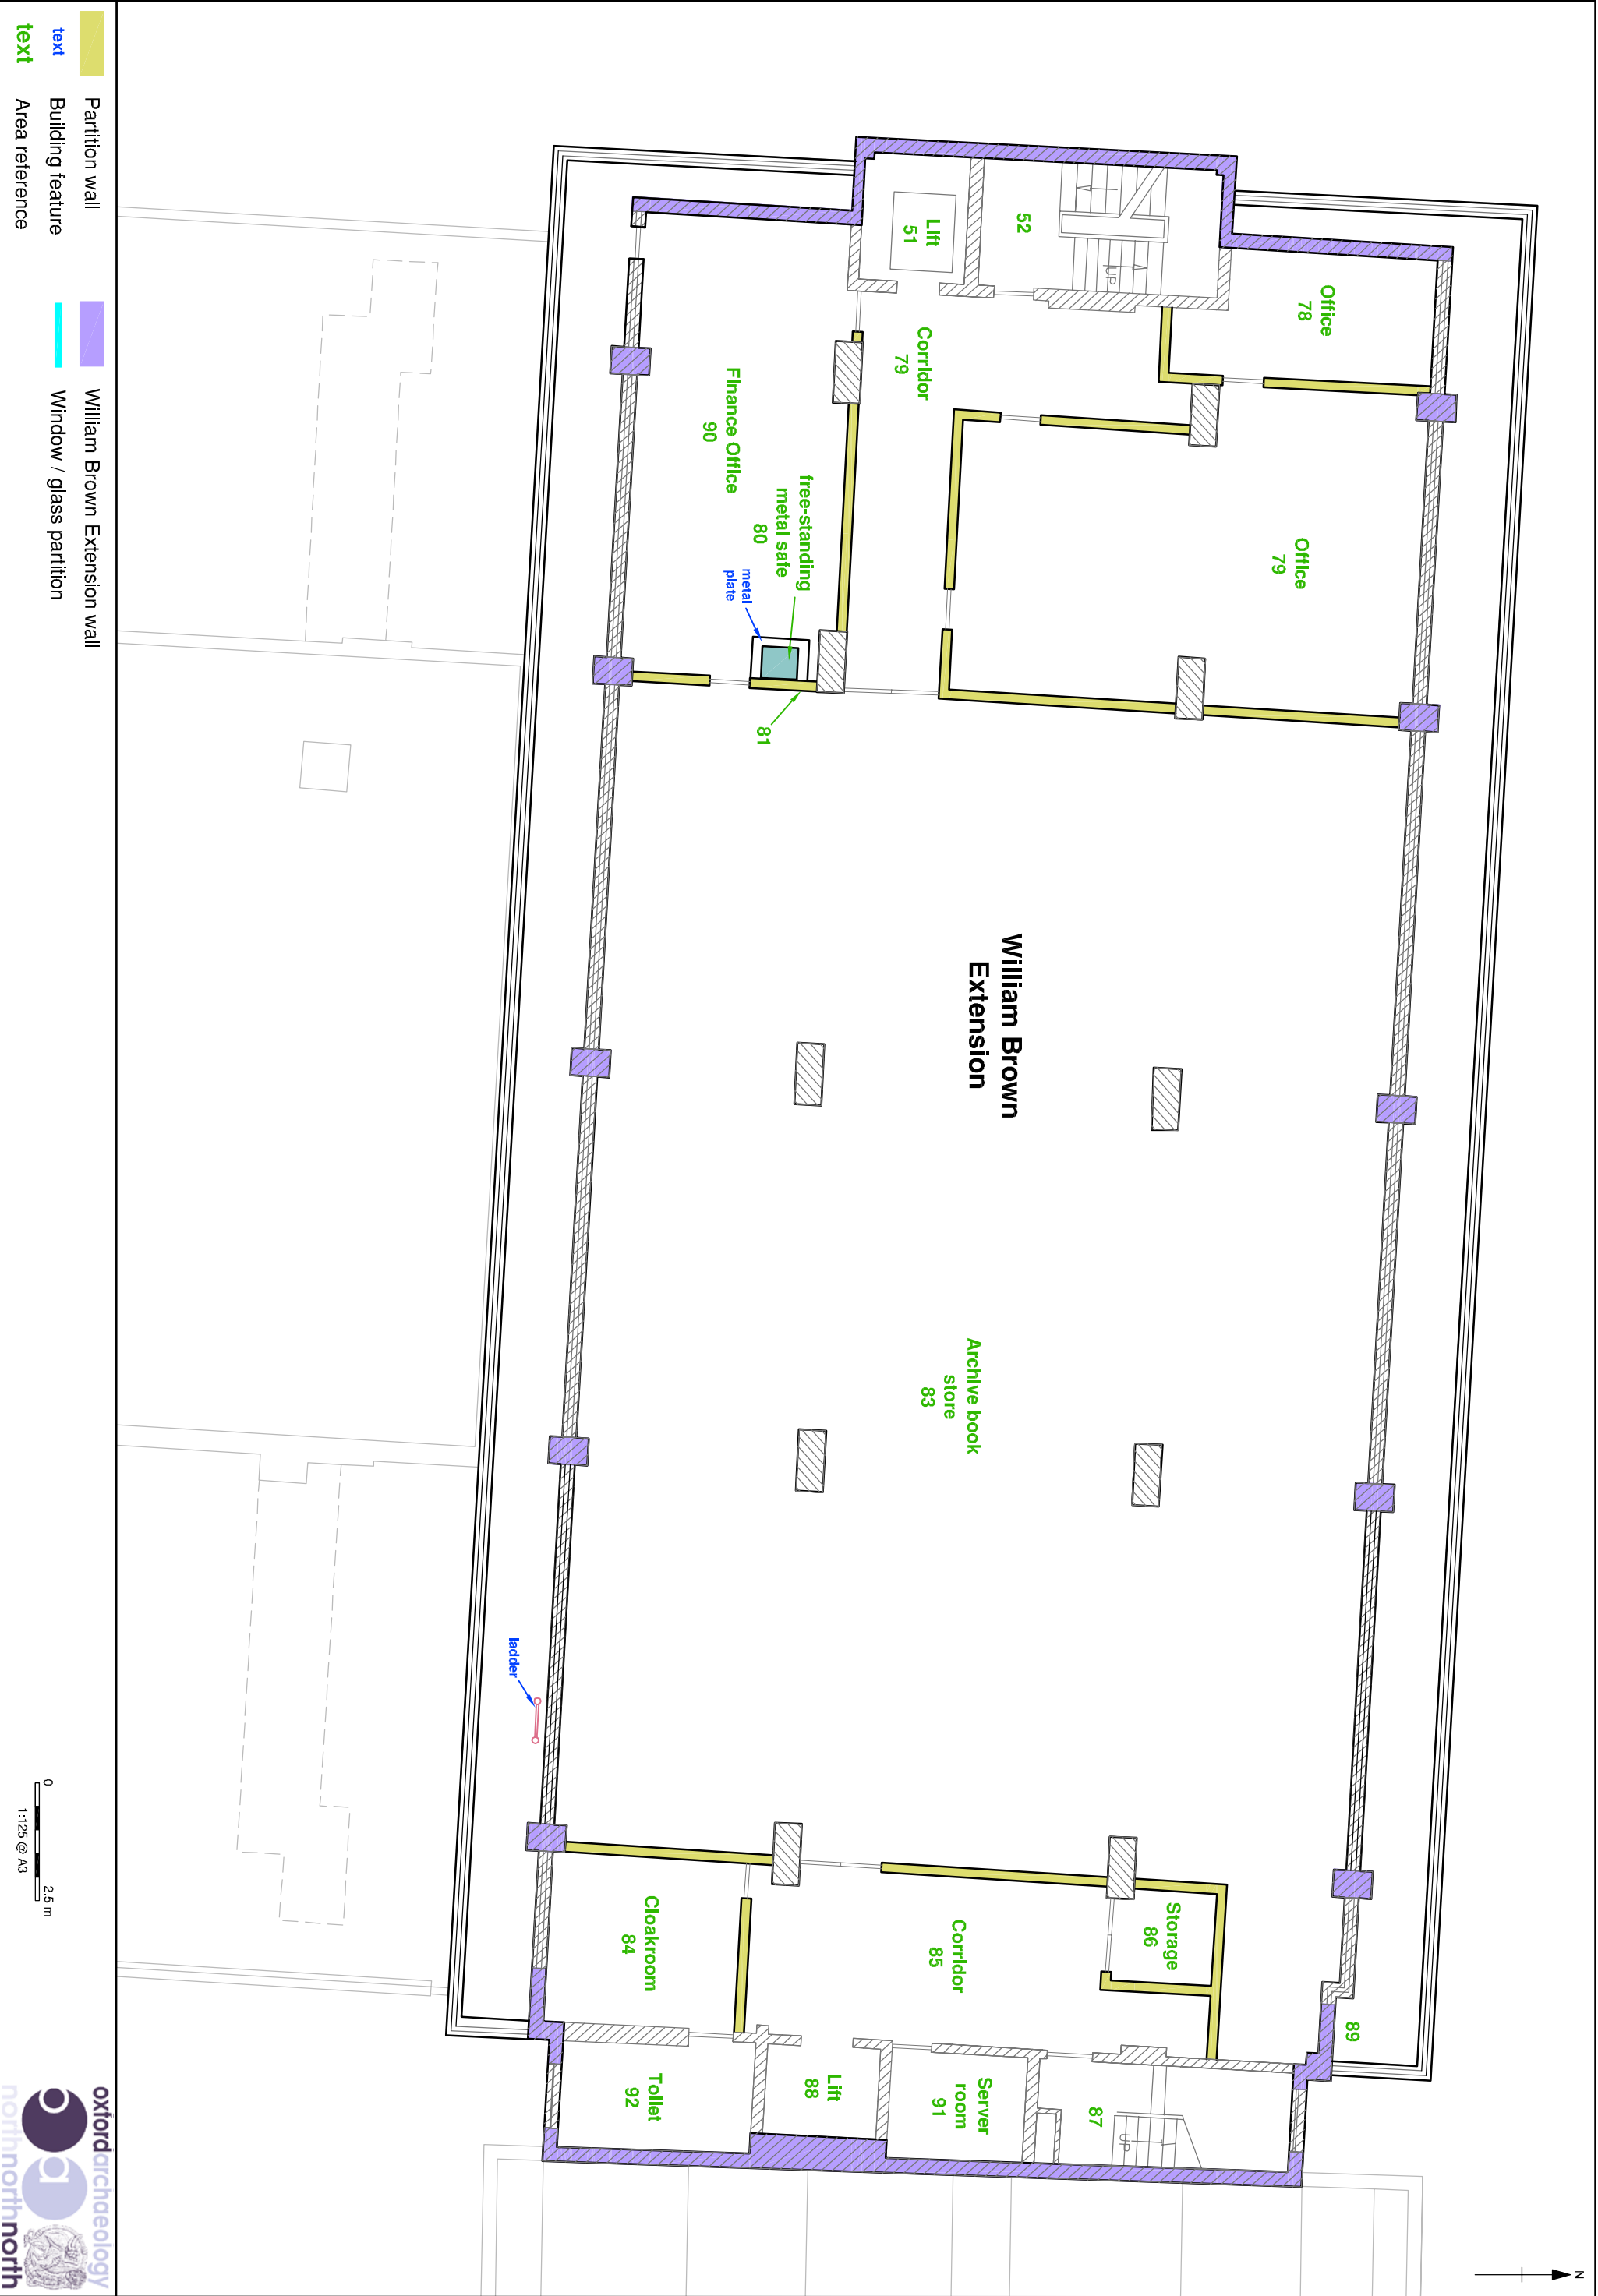 N
Office
78
Office
79
52
Lift
51
Corridor
79
UP
Finance Office
90
free-standing
metal safe
80
metal
plate
81
William Brown
Extension
Archive book
store
83
ladder
Storage
86
89
Corridor
85
Cloakroom
84
87
UP
Server
room
91
Lift
88
Toilet
92
Partition wall
text Building feature
text Area reference
William Brown Extension wall
Window / glass partition
0 2.5 m
1:125 @ A3
oxfordarchaeology
northnorthnorth